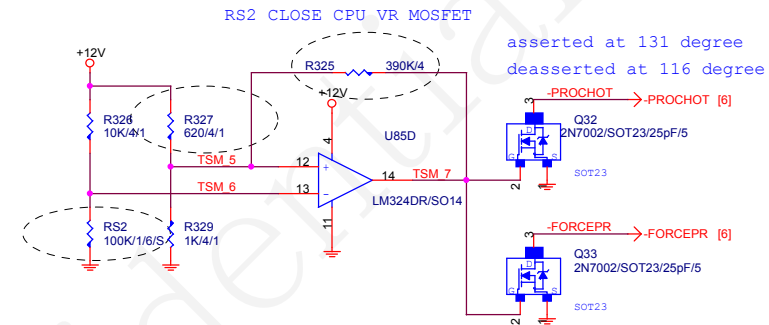 RS2 CLOSE CPU VR MOSFET
asserted at 131 degree
deasserted at 116 degree
+12V
R325 390K/4
+12V
-PROCHOT
-PROCHOT [6]
R326
10K/4/1
R327
620/4/1
3
Q32
2N7002/SOT23/25pF/5
D
G
S
SOT23
2
1
4
U85D
TSM_5
12
+
14
TSM_7
TSM_6
13
-
LM324DR/SO14
11
RS2
100K/1/6/S
R329
1K/4/1
-FORCEPR
-FORCEPR [6]
3
Q33
2N7002/SOT23/25pF/5
D
G
S
SOT23
2
1